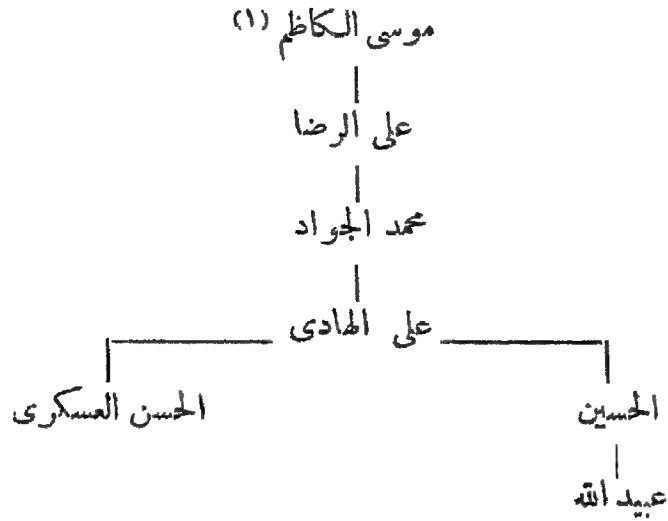 موسى الكاظم (١)
على الرضا
محمد الجواد
على الهادى
الحسين
الحسن العسكرى
عبيد الله